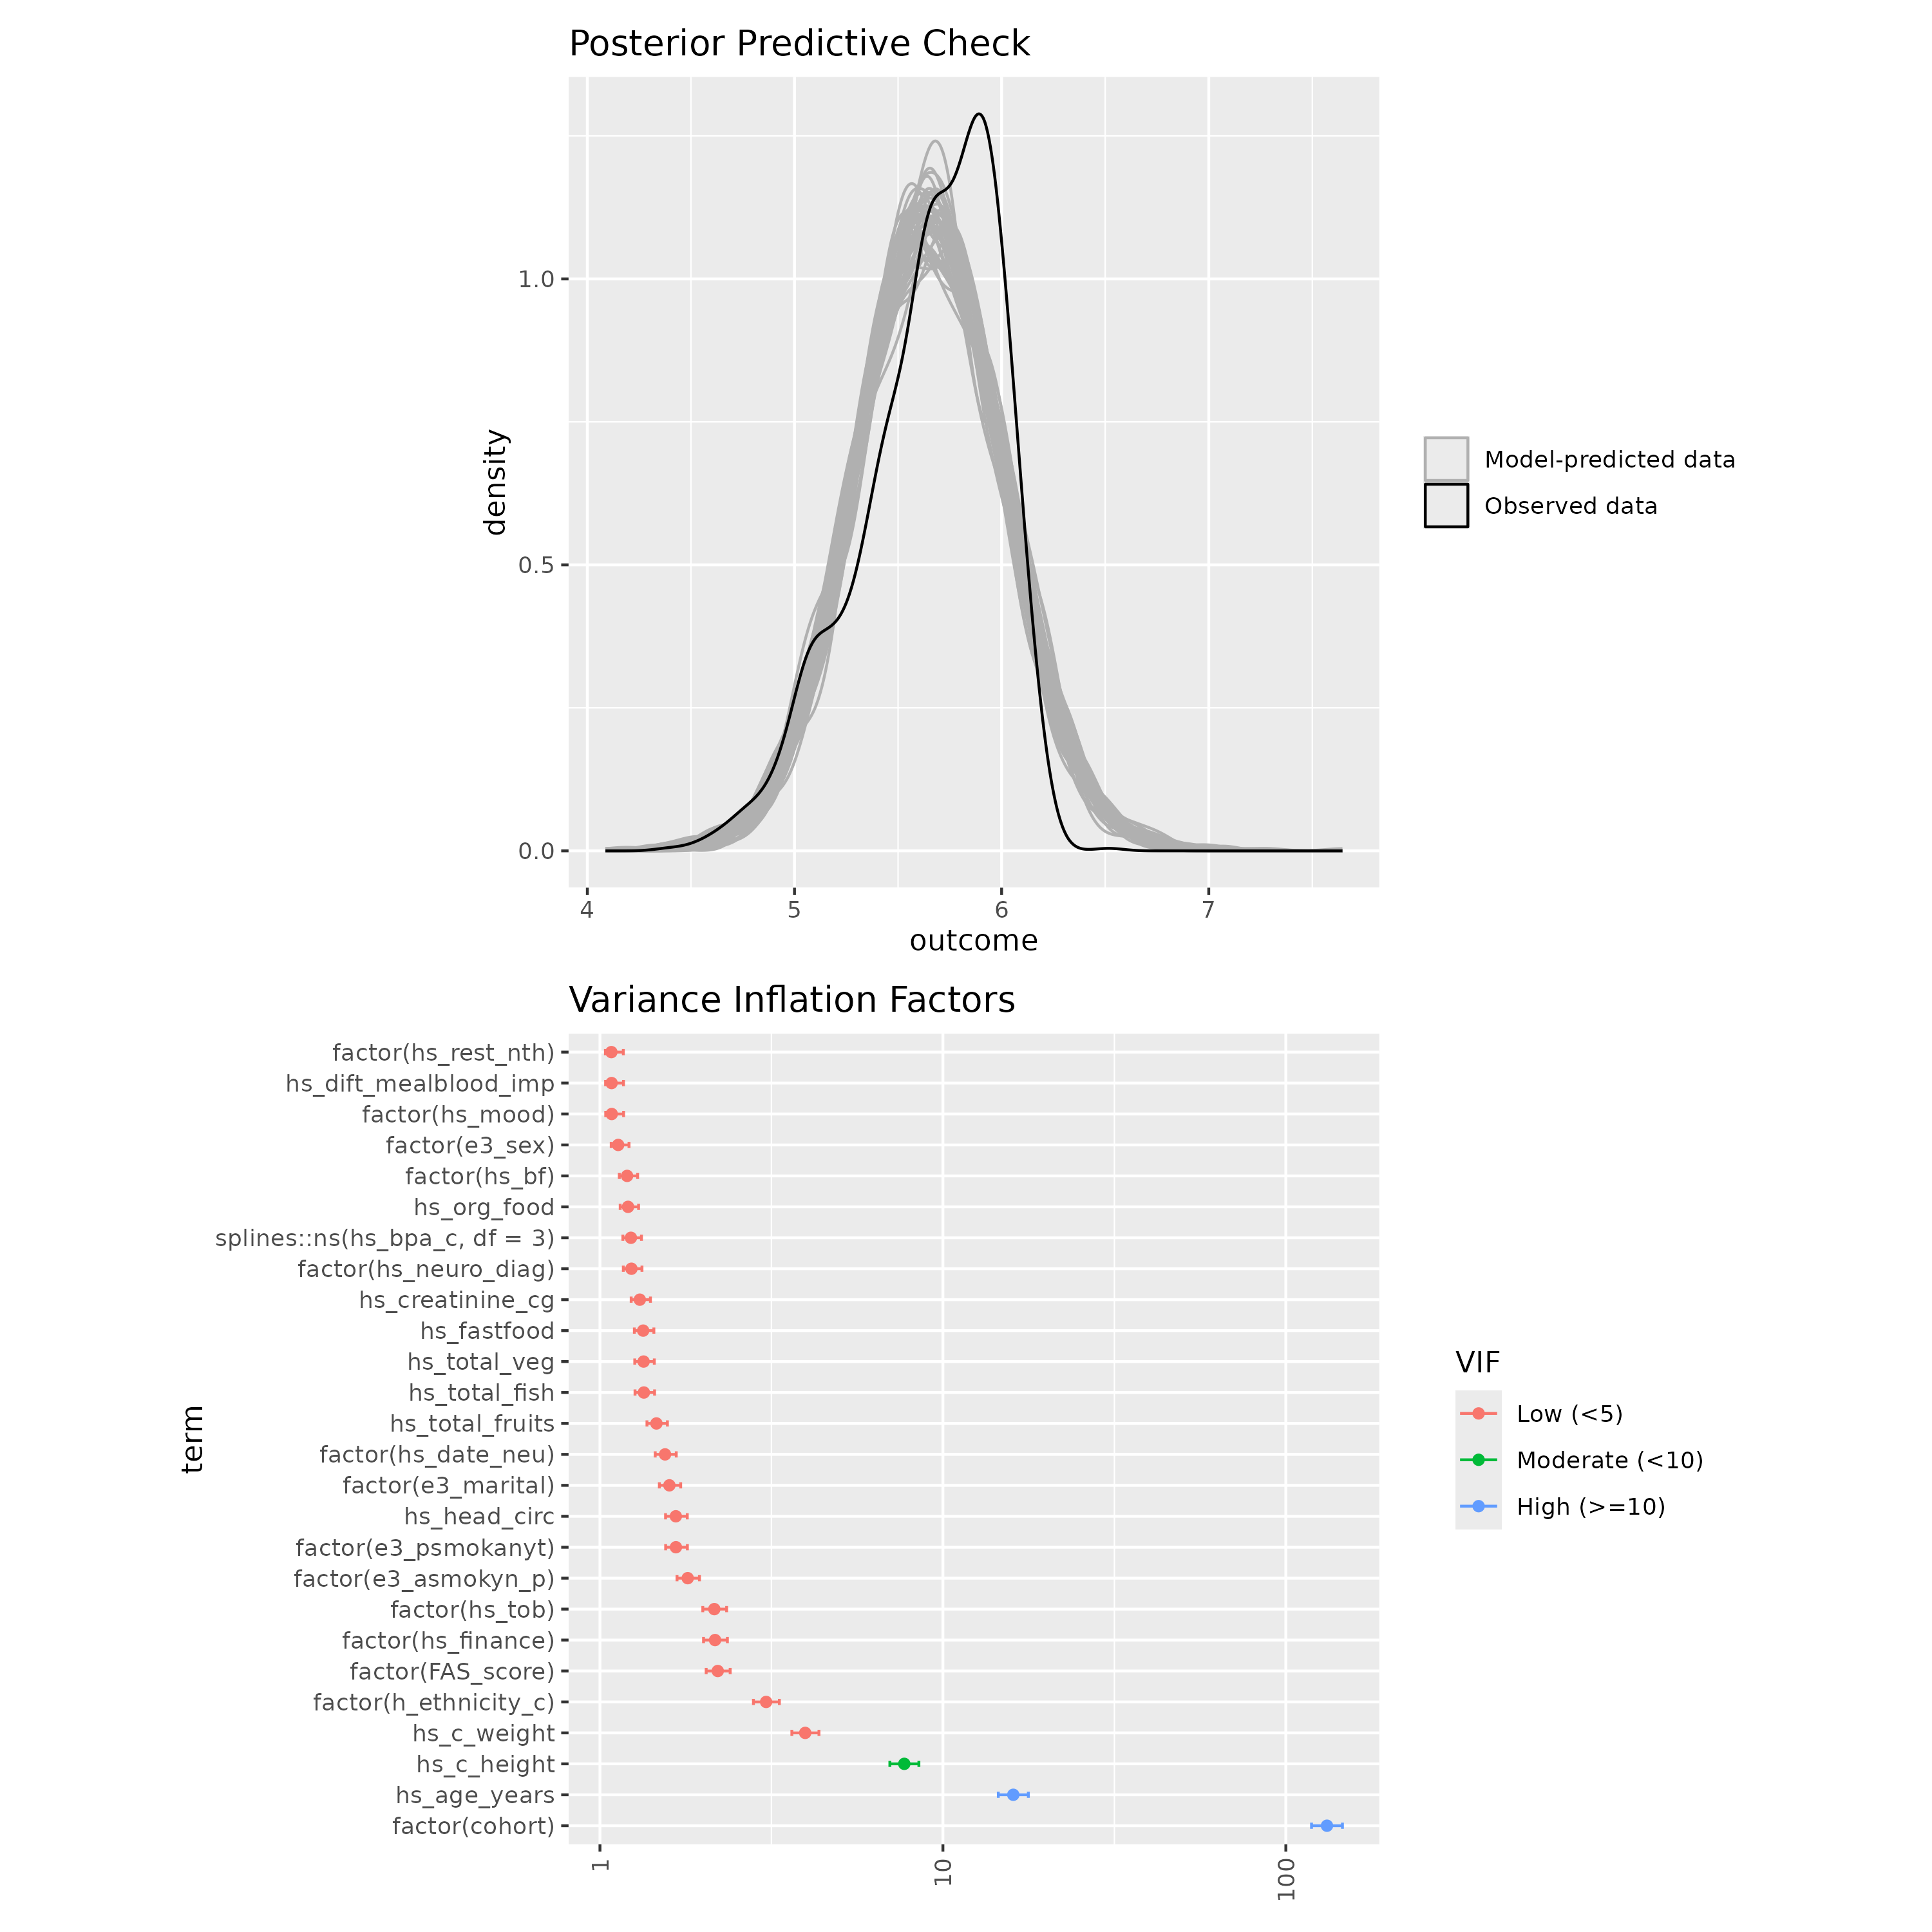 Posterior Predictive Check
density
1.0
0.5
0.0
4 5 6 7
outcome
Model-predicted data
Observed data
Variance Inflation Factors
term
factor(hs_rest_nth)
hs_dift_mealblood_imp
factor(hs_mood)
factor(e3_sex)
factor(hs_bf)
hs_org_food
splines::ns(hs_bpa_c, df = 3)
factor(hs_neuro_diag)
hs_creatinine_cg
hs_fastfood
hs_total_veg
hs_total_fish
hs_total_fruits
factor(hs_date_neu)
factor(e3_marital)
hs_head_circ
factor(e3_psmokanyt)
factor(e3_asmokyn_p)
factor(hs_tob)
factor(hs_finance)
factor(FAS_score)
factor(h_ethnicity_c)
hs_c_weight
hs_c_height
hs_age_years
factor(cohort)
1 10 100
VIF
Low (<5)
Moderate (<10)
High (>=10)